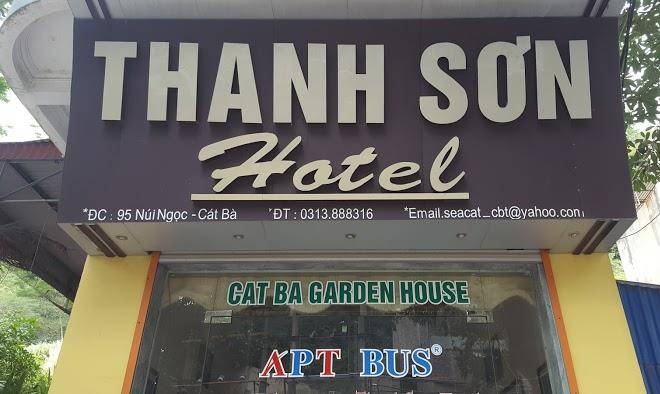 THANH SƠN
Hotel
*ĐC : 95 Núi Ngọc - Cát Bà *ĐT : 0313.888316 *Email.seacat_cbt@yahoo.com
CAT BA GARDEN HOUSE
APT BUS®